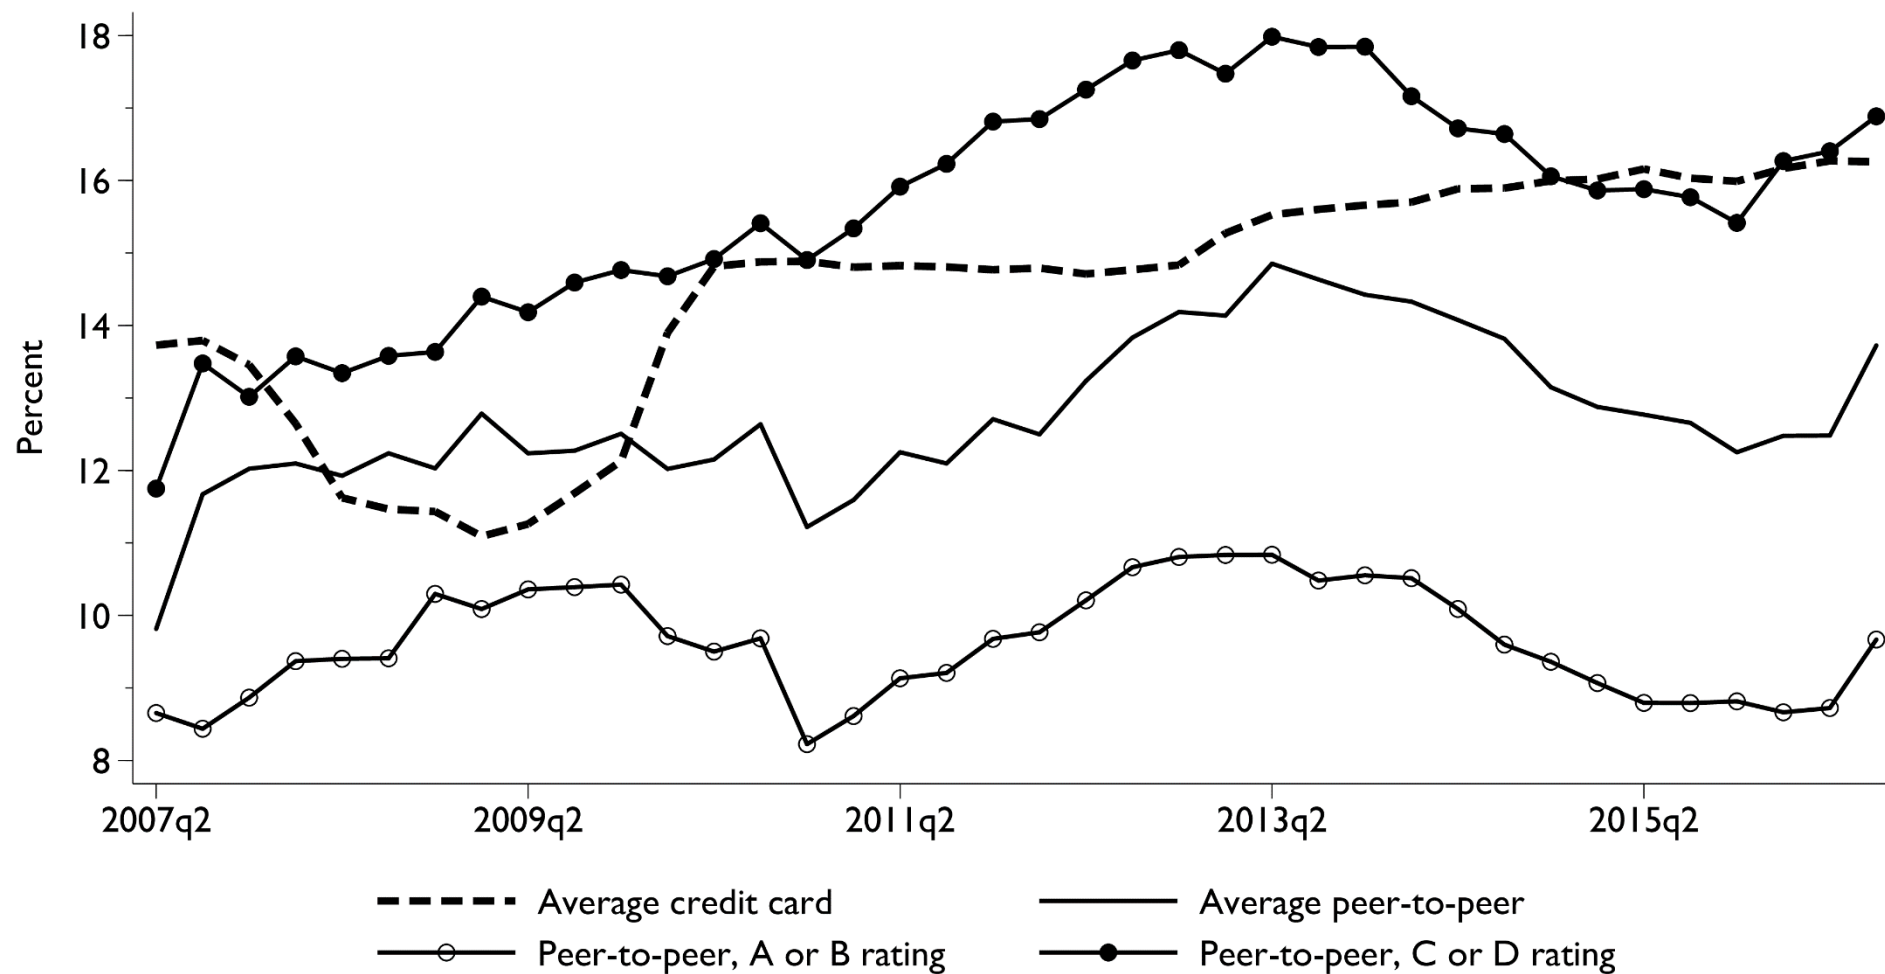 Percent
18
16
14
12
10
8
2007q2 2009q2 2011q2 2013q2 2015q2
Average credit card Average peer-to-peer
Peer-to-peer, A or B rating Peer-to-peer, C or D rating